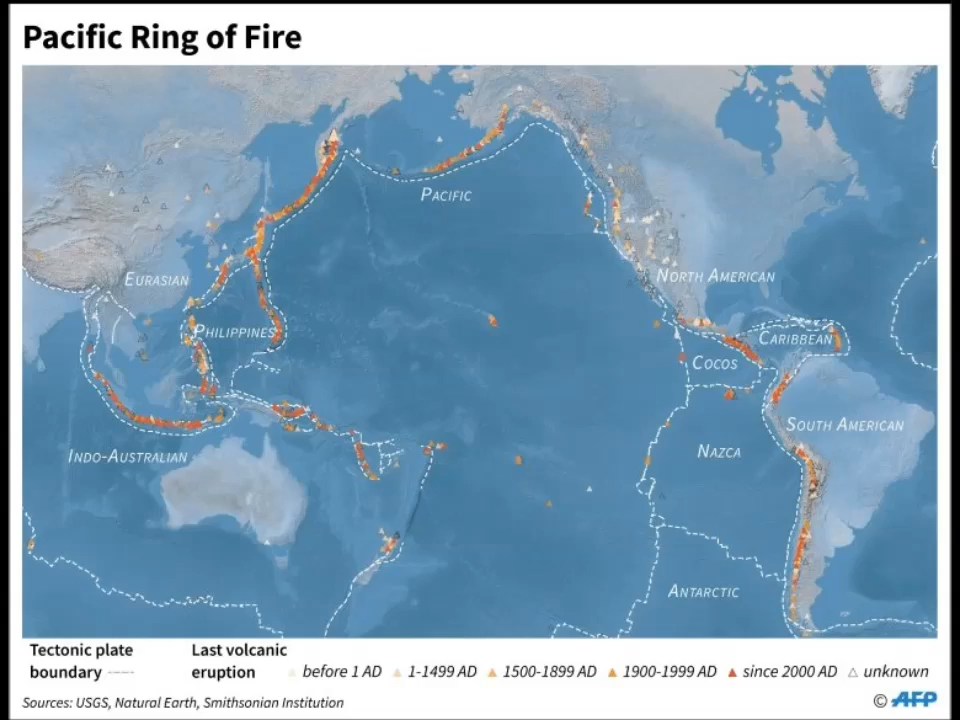 Pacific Ring of Fire
PACIFIC
EURASIAN
NORTH AMERICAN
PHILIPPINES
CARIBBEAN
COCOS
SOUTH AMERICAN
INDO-AUSTRALIAN
NAZCA
ANTARCTIC
Tectonic plate
boundary
Last volcanic
eruption
before 1 AD
1-1499 AD
1500-1899 AD
1900-1999 AD
since 2000 AD
unknown
Sources: USGS, Natural Earth, Smithsonian Institution
© AFP